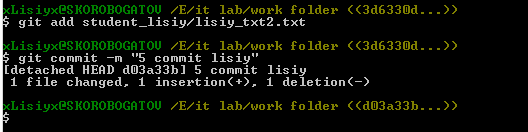 xLisiyx@SKOROBOGATOV /E/it lab/work folder ((3d6330d...))
$ git add student_lisiy/lisiy_txt2.txt
xLisiyx@SKOROBOGATOV /E/it lab/work folder ((3d6330d...))
$ git commit -m "5 commit lisiy"
[detached HEAD d03a33b] 5 commit lisiy
1 file changed, 1 insertion(+), 1 deletion(-)
xLisiyx@SKOROBOGATOV /E/it lab/work folder ((d03a33b...))
$